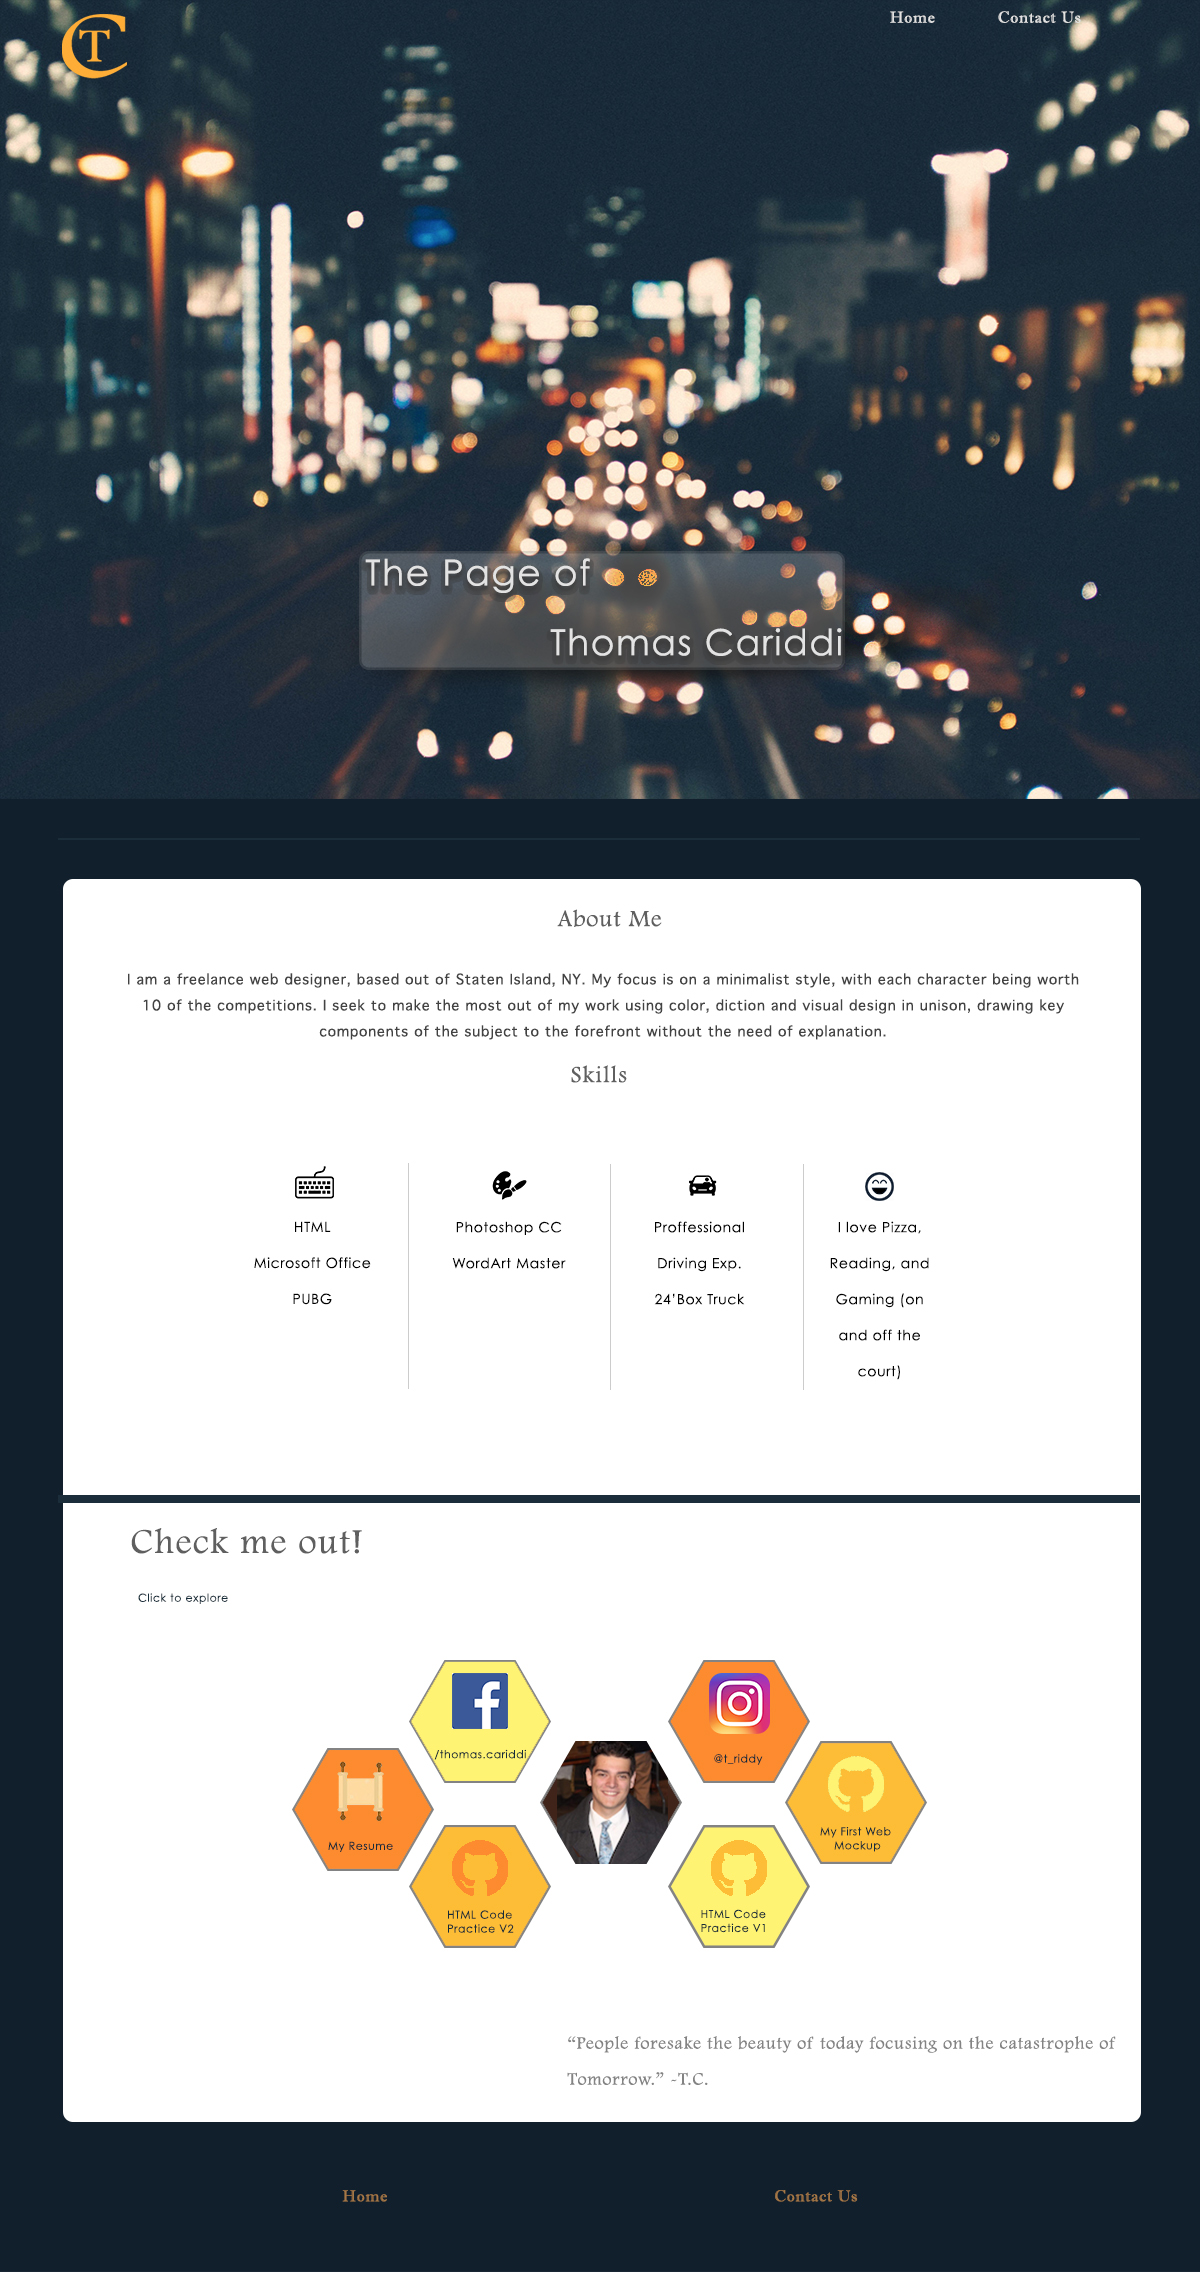 CT
Home Contact Us
The Page of
Thomas Cariddi
About Me
I am a freelance web designer, based out of Staten Island, NY. My focus is on a minimalist style, with each character being worth
10 of the competitions. I seek to make the most out of my work using color, diction and visual design in unison, drawing key
components of the subject to the forefront without the need of explanation.
Skills
HTML
Microsoft Office
PUBG
Photoshop CC
WordArt Master
Proffessional
Driving Exp.
24'Box Truck
I love Pizza,
Reading, and
Gaming (on
and off the
court)
Check me out!
Click to explore
/thomas.cariddi
@t_riddy
My Resume
My First Web
Mockup
HTML Code
Practice V2
HTML Code
Practice V1
“People foresake the beauty of today focusing on the catastrophe of
Tomorrow.” -T.C.
Home Contact Us